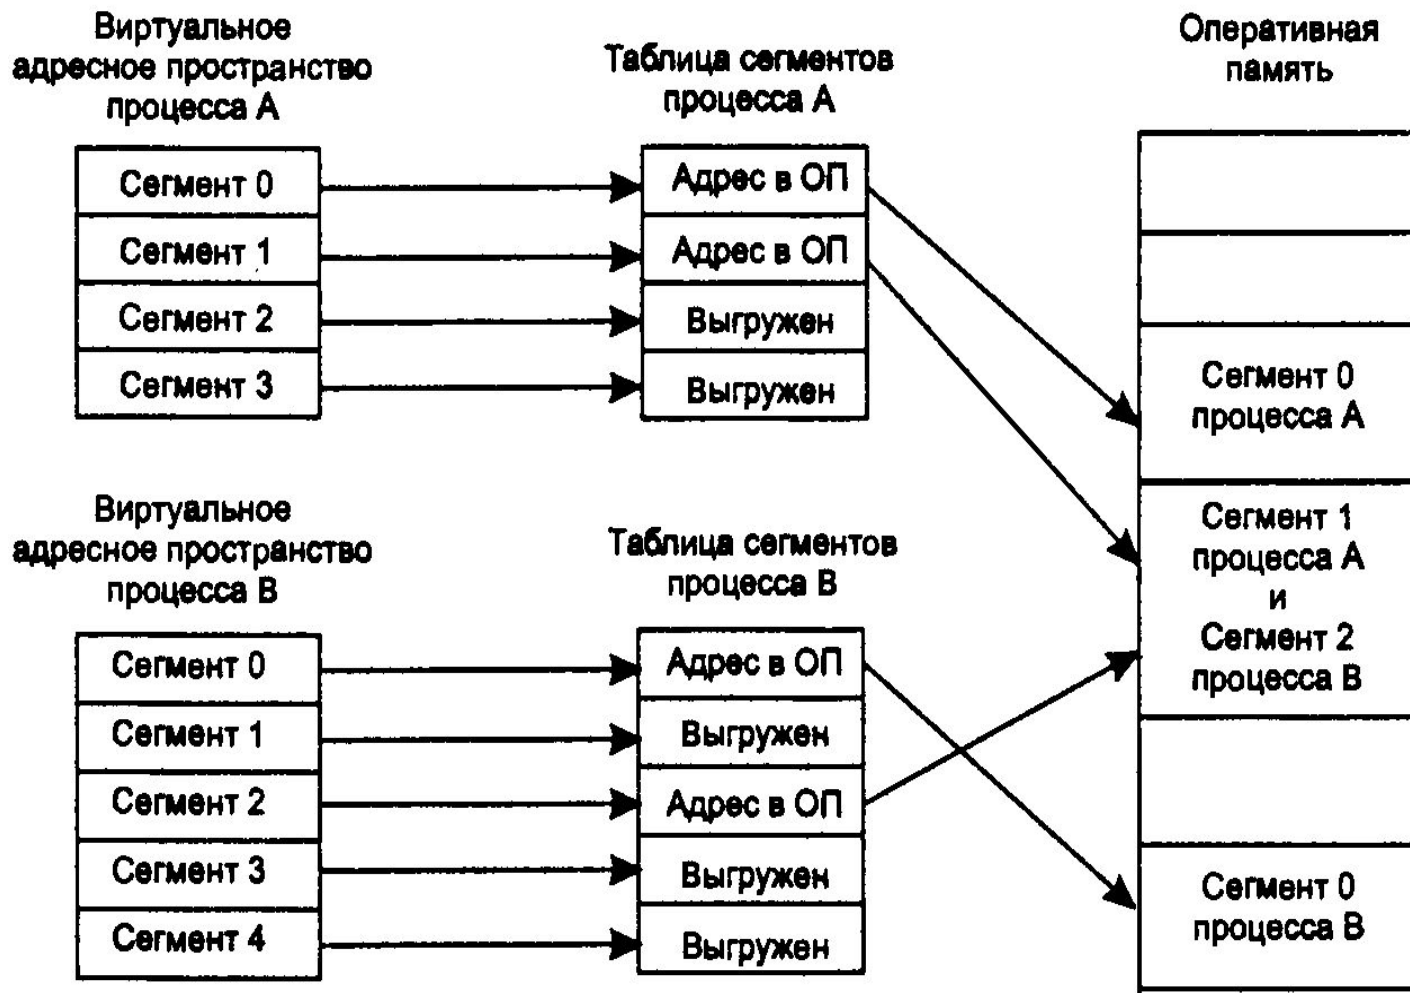 Виртуальное
адресное пространство
процесса А
Таблица сегментов
процесса А
Оперативная
память
Сегмент 0
Сегмент 1
Сегмент 2
Сегмент 3
Адрес в ОП
Адрес в ОП
Выгружен
Выгружен
Виртуальное
адресное пространство
процесса В
Таблица сегментов
процесса В
Сегмент 0
Сегмент 1
Сегмент 2
Сегмент 3
Сегмент 4
Адрес в ОП
Выгружен
Адрес в ОП
Выгружен
Выгружен
Сегмент 0
процесса А
Сегмент 1
процесса А
и
Сегмент 2
процесса В
Сегмент 0
процесса В